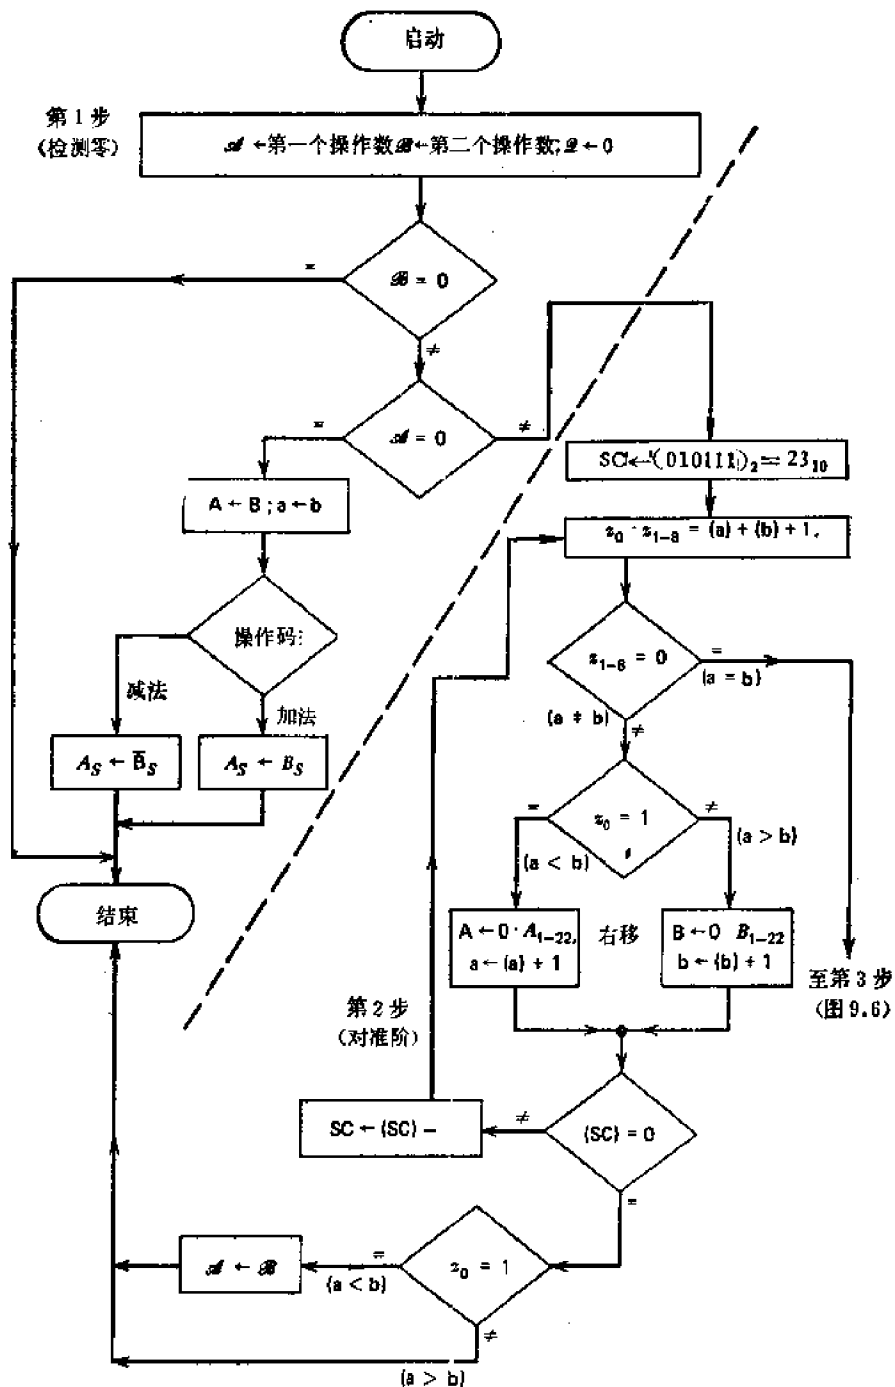 启动
第1步
(检测零)
𝒜 ←第一个操作数ℬ←第二个操作数;𝒬 ← 0
=
ℬ = 0
≠
=
𝒜 = 0
≠
A ← B ; a ← b
SC←(010111)₂ = 23₁₀
z₀ · z₁₋₈ = (a) + (b) + 1.
操作码:
z₁₋₈ = 0
=
(a = b)
减法
加法
(a ≠ b)
≠
A_S ← B̅_S
A_S ← B_S
=
z₀ = 1
≠
(a < b)
(a > b)
结束
A ← 0 · A₁₋₂₂,
a ← (a) + 1
右移
B ← 0 B₁₋₂₂
b ← (b) + 1
至第3步
(图9.6)
第2步
(对准阶)
SC ← (SC) −
≠
(SC) = 0
=
𝒜 ← ℬ
=
(a < b)
z₀ = 1
≠
(a > b)